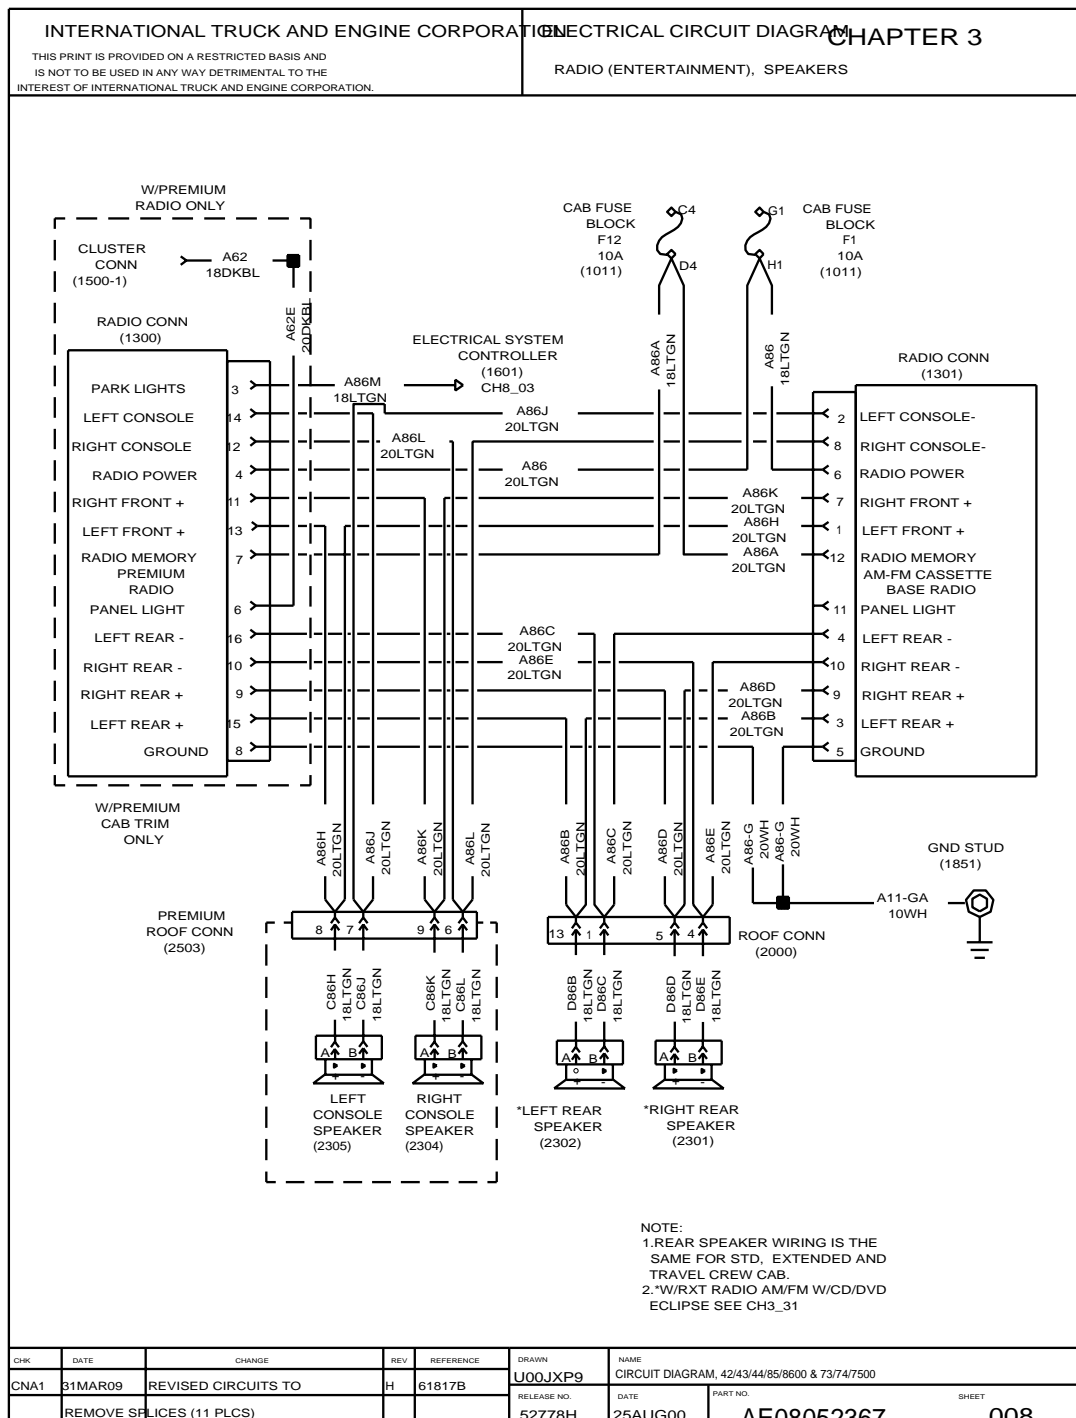 INTERNATIONAL TRUCK AND ENGINE CORPORATION
ELECTRICAL CIRCUIT DIAGRAM
CHAPTER 3
THIS PRINT IS PROVIDED ON A RESTRICTED BASIS AND
IS NOT TO BE USED IN ANY WAY DETRIMENTAL TO THE
INTEREST OF INTERNATIONAL TRUCK AND ENGINE CORPORATION.
RADIO (ENTERTAINMENT), SPEAKERS
W/PREMIUM
RADIO ONLY
CLUSTER
CONN
(1500-1)
A62
18DKBL
A62E
20DKBL
CAB FUSE
BLOCK
F12
10A
(1011)
C4
D4
G1
H1
CAB FUSE
BLOCK
F1
10A
(1011)
A86A
18LTGN
A86
18LTGN
RADIO CONN
(1300)
ELECTRICAL SYSTEM
CONTROLLER
(1601)
CH8_03
RADIO CONN
(1301)
PARK LIGHTS 3
LEFT CONSOLE 14
RIGHT CONSOLE 12
RADIO POWER 4
RIGHT FRONT + 11
LEFT FRONT + 13
RADIO MEMORY 7
PREMIUM
RADIO
PANEL LIGHT 6
LEFT REAR - 16
RIGHT REAR - 10
RIGHT REAR + 9
LEFT REAR + 15
GROUND 8
A86M
18LTGN
A86J
20LTGN
A86L
20LTGN
A86
20LTGN
A86K
20LTGN
A86H
20LTGN
A86A
20LTGN
A86C
20LTGN
A86E
20LTGN
A86D
20LTGN
A86B
20LTGN
2 LEFT CONSOLE-
8 RIGHT CONSOLE-
6 RADIO POWER
7 RIGHT FRONT +
1 LEFT FRONT +
12 RADIO MEMORY
AM-FM CASSETTE
BASE RADIO
11 PANEL LIGHT
4 LEFT REAR -
10 RIGHT REAR -
9 RIGHT REAR +
3 LEFT REAR +
5 GROUND
W/PREMIUM
CAB TRIM
ONLY
A86H
20LTGN
A86J
20LTGN
A86K
20LTGN
A86L
20LTGN
A86B
20LTGN
A86C
20LTGN
A86D
20LTGN
A86E
20LTGN
A86-G
20WH
A86-G
20WH
GND STUD
(1851)
A11-GA
10WH
PREMIUM
ROOF CONN
(2503)
8 7 9 6
13 1 5 4
ROOF CONN
(2000)
C86H
18LTGN
C86J
18LTGN
C86K
18LTGN
C86L
18LTGN
D86B
18LTGN
D86C
18LTGN
D86D
18LTGN
D86E
18LTGN
A B
+ -
A B
+ -
A B
+ -
A B
+ -
LEFT
CONSOLE
SPEAKER
(2305)
RIGHT
CONSOLE
SPEAKER
(2304)
*LEFT REAR
SPEAKER
(2302)
*RIGHT REAR
SPEAKER
(2301)
NOTE:
1.REAR SPEAKER WIRING IS THE
SAME FOR STD, EXTENDED AND
TRAVEL CREW CAB.
2.*W/RXT RADIO AM/FM W/CD/DVD
ECLIPSE SEE CH3_31
CHK DATE CHANGE REV REFERENCE
CNA1 31MAR09 REVISED CIRCUITS TO H 61817B
REMOVE SPLICES (11 PLCS)
DRAWN
U00JXP9
NAME
CIRCUIT DIAGRAM, 42/43/44/85/8600 & 73/74/7500
RELEASE NO.
52778H
DATE
25AUG00
PART NO.
AE08052367
SHEET
008